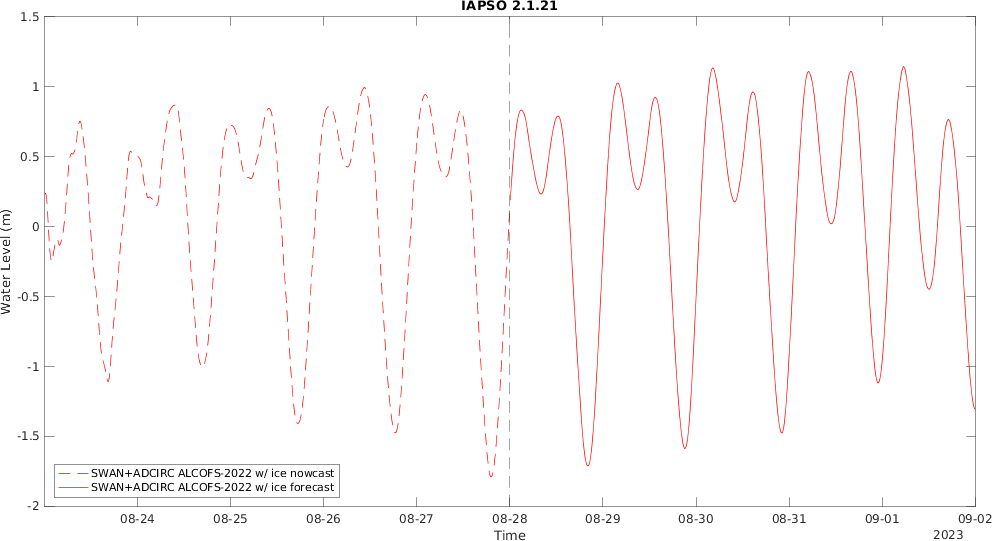 IAPSO 2.1.21
1.5
1
0.5
0
-0.5
-1
-1.5
-2
Water Level (m)
SWAN+ADCIRC ALCOFS-2022 w/ ice nowcast
SWAN+ADCIRC ALCOFS-2022 w/ ice forecast
08-24 08-25 08-26 08-27 08-28 08-29 08-30 08-31 09-01 09-02
Time
2023